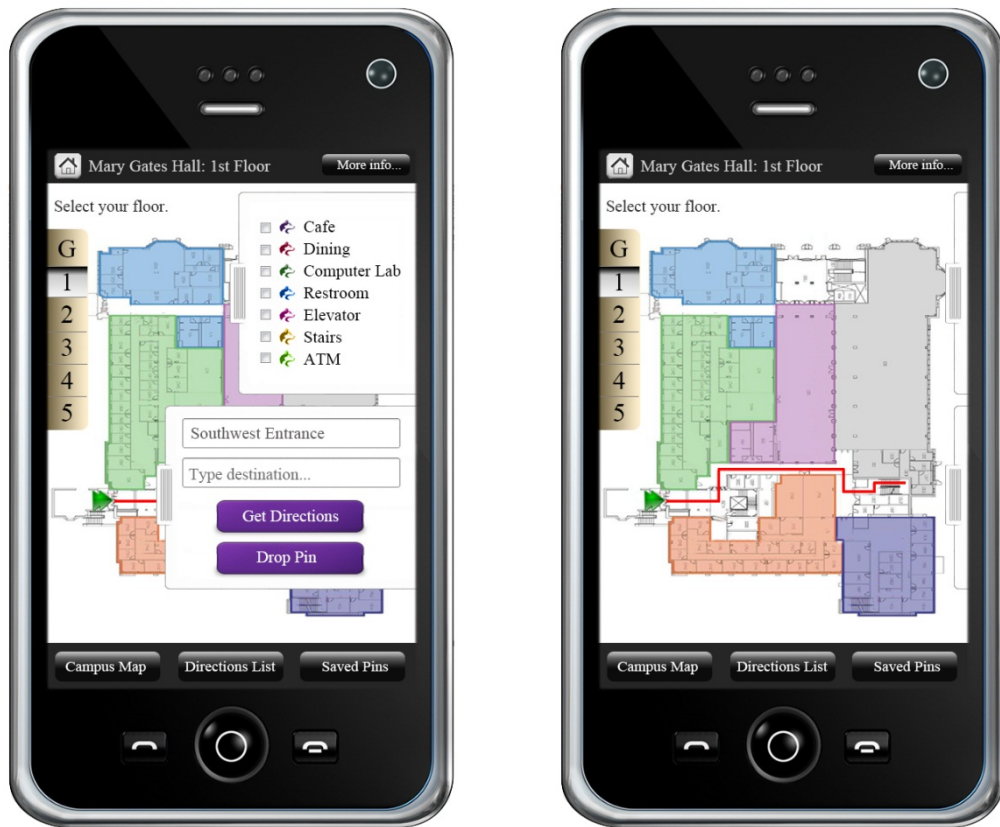 Mary Gates Hall: 1st Floor
More info...
Select your floor.
G
1
2
3
4
5
Cafe
Dining
Computer Lab
Restroom
Elevator
Stairs
ATM
Southwest Entrance
Type destination...
Get Directions
Drop Pin
Campus Map
Directions List
Saved Pins
Mary Gates Hall: 1st Floor
More info...
Select your floor.
G
1
2
3
4
5
Campus Map
Directions List
Saved Pins